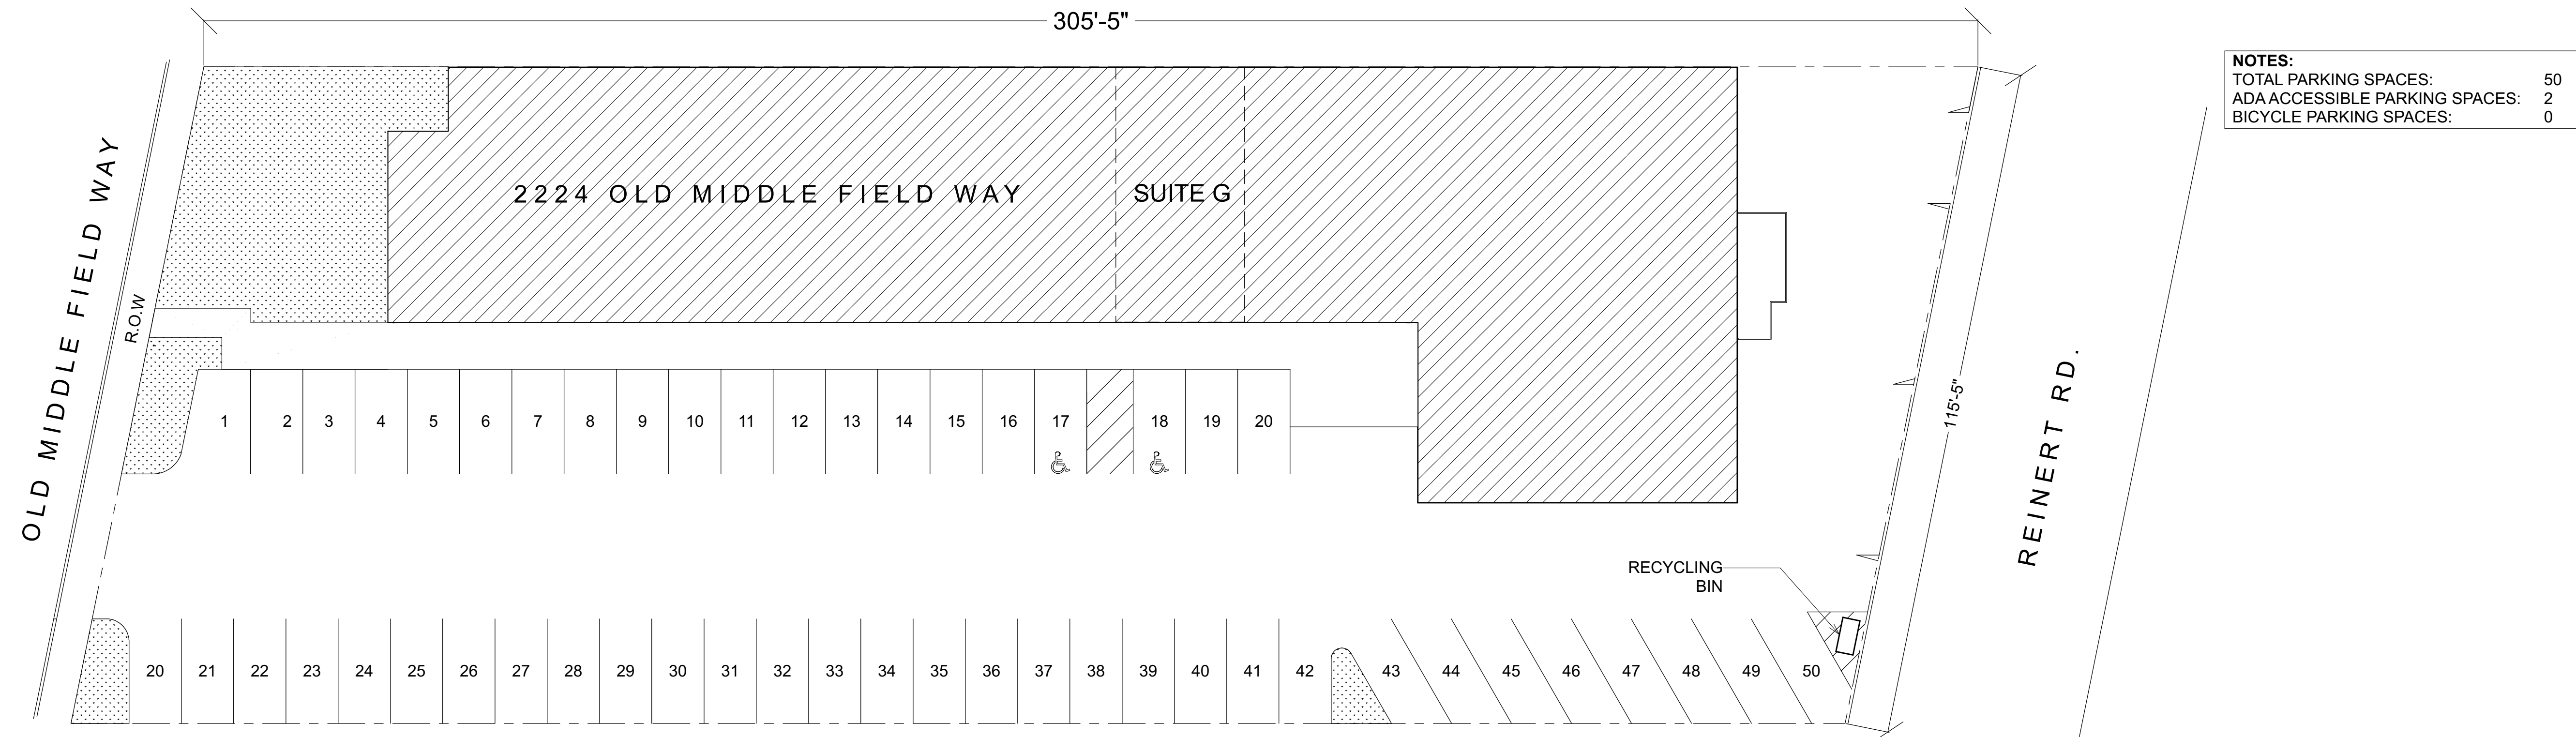 305'-5"
NOTES:
TOTAL PARKING SPACES: 50
ADA ACCESSIBLE PARKING SPACES: 2
BICYCLE PARKING SPACES: 0
OLD MIDDLE FIELD WAY
R.O.W
2224 OLD MIDDLE FIELD WAY
SUITE G
115'-5"
REINERT RD.
1 2 3 4 5 6 7 8 9 10 11 12 13 14 15 16 17 18 19 20
RECYCLING
BIN
20 21 22 23 24 25 26 27 28 29 30 31 32 33 34 35 36 37 38 39 40 41 42 43 44 45 46 47 48 49 50